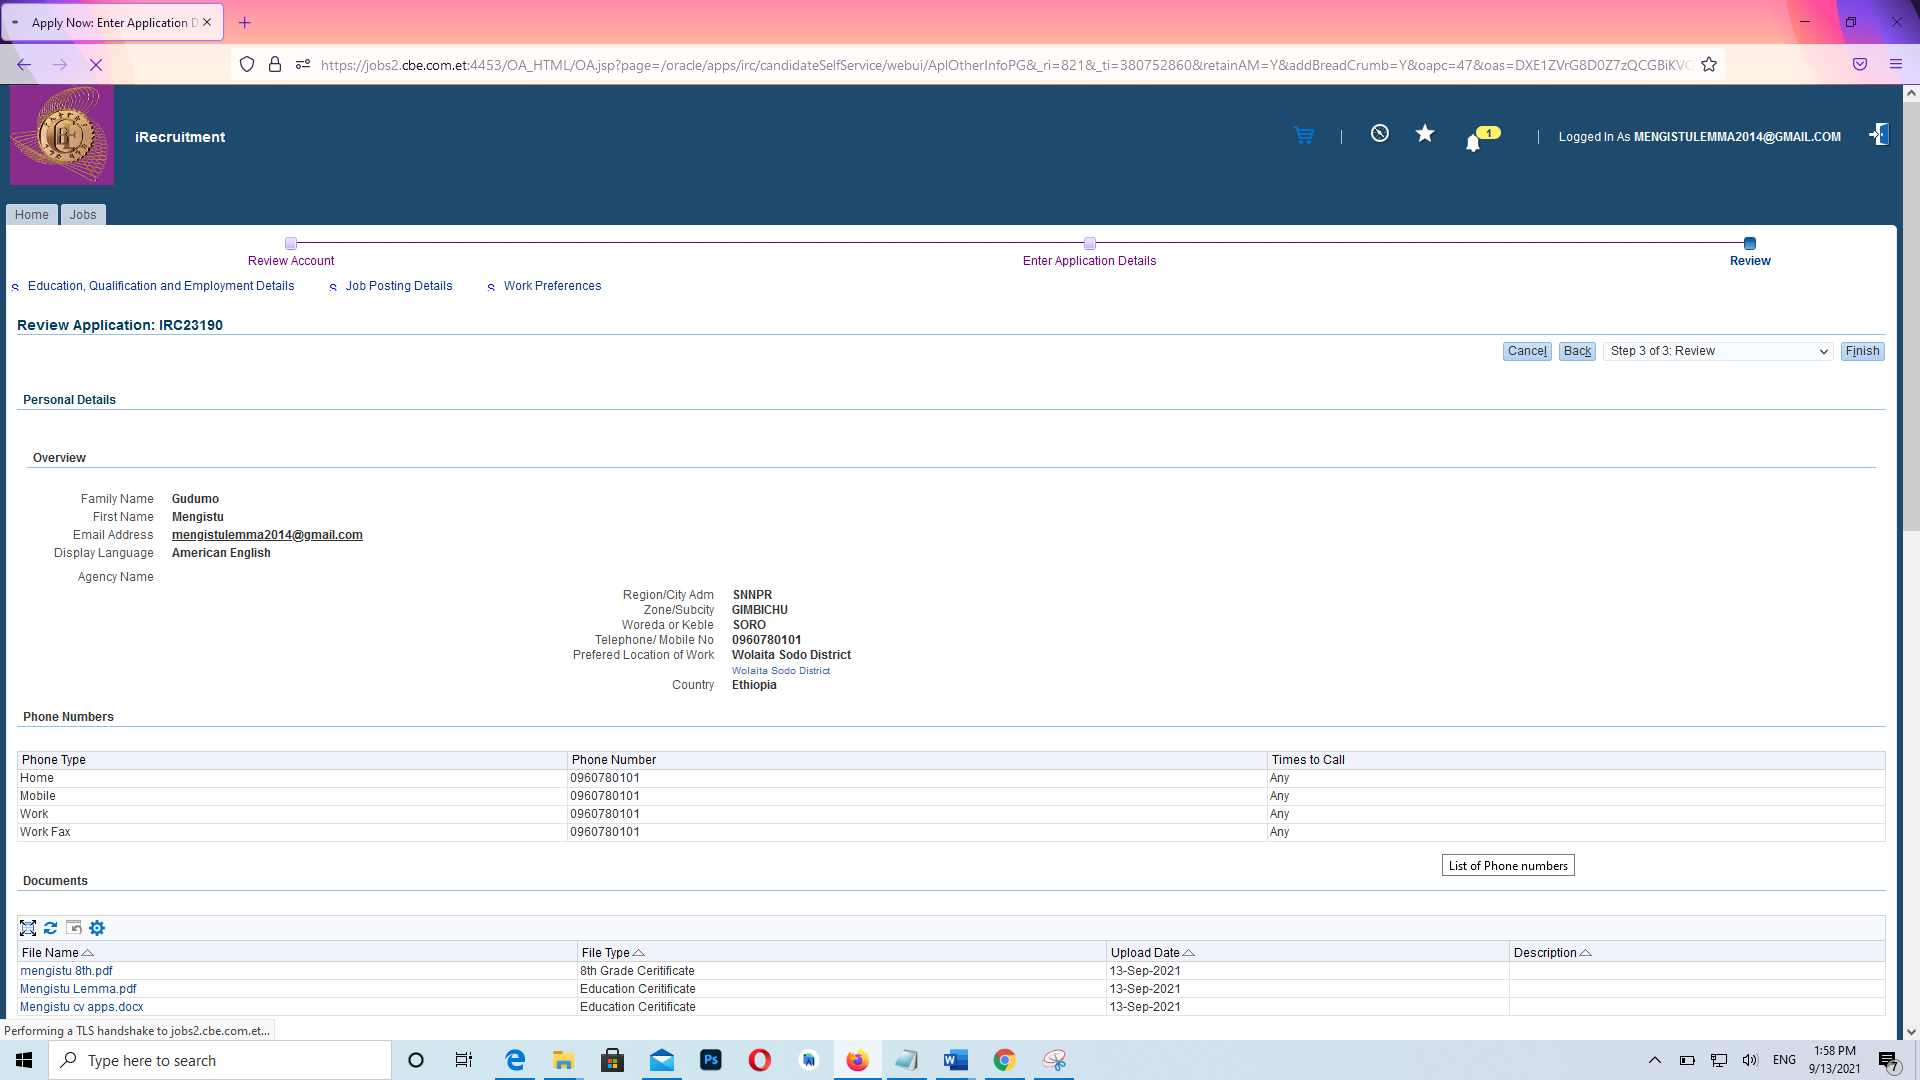 Apply Now: Enter Application D
https://jobs2.cbe.com.et:4453/OA_HTML/OA.jsp?page=/oracle/apps/irc/candidateSelfService/webui/AplOtherInfoPG&_ri=821&_ti=380752860&retainAM=Y&addBreadCrumb=Y&oapc=47&oas=DXE1ZVrG8D0Z7zQCGBiKVC
iRecruitment
1
Logged In As MENGISTULEMMA2014@GMAIL.COM
Home
Jobs
Review Account
Enter Application Details
Review
Education, Qualification and Employment Details
Job Posting Details
Work Preferences
Review Application: IRC23190
Cancel Back Step 3 of 3: Review Finish
Personal Details
Overview
Family Name Gudumo
First Name Mengistu
Email Address mengistulemma2014@gmail.com
Display Language American English
Agency Name
Region/City Adm SNNPR
Zone/Subcity GIMBICHU
Woreda or Keble SORO
Telephone/ Mobile No 0960780101
Prefered Location of Work Wolaita Sodo District
Wolaita Sodo District
Country Ethiopia
Phone Numbers
Phone Type Phone Number Times to Call
Home 0960780101 Any
Mobile 0960780101 Any
Work 0960780101 Any
Work Fax 0960780101 Any
List of Phone numbers
Documents
File Name File Type Upload Date Description
mengistu 8th.pdf 8th Grade Ceritificate 13-Sep-2021
Mengistu Lemma.pdf Education Ceritificate 13-Sep-2021
Mengistu cv apps.docx Education Ceritificate 13-Sep-2021
Performing a TLS handshake to jobs2.cbe.com.et...
Type here to search
Ps
ENG
1:58 PM
9/13/2021
7